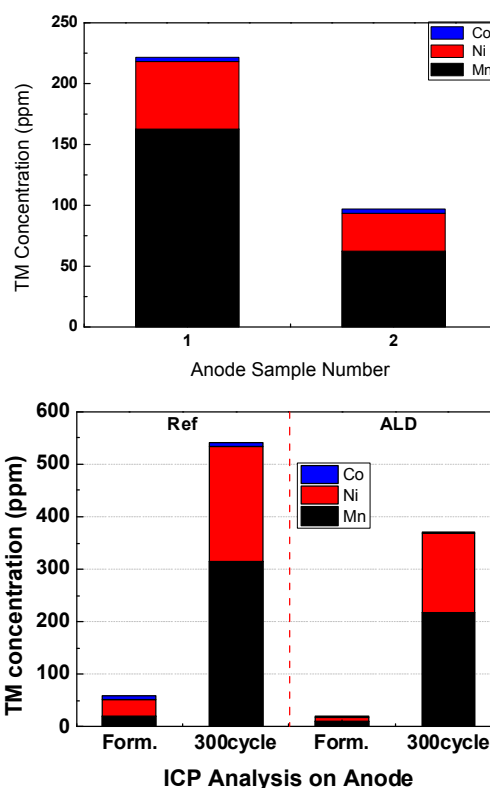 250
200
150
100
50
0
TM Concentration (ppm)
Co
Ni
Mn
1 2
Anode Sample Number
600
500
400
300
200
100
0
TM concentration (ppm)
Ref ALD
Co
Ni
Mn
Form. 300cycle Form. 300cycle
ICP Analysis on Anode